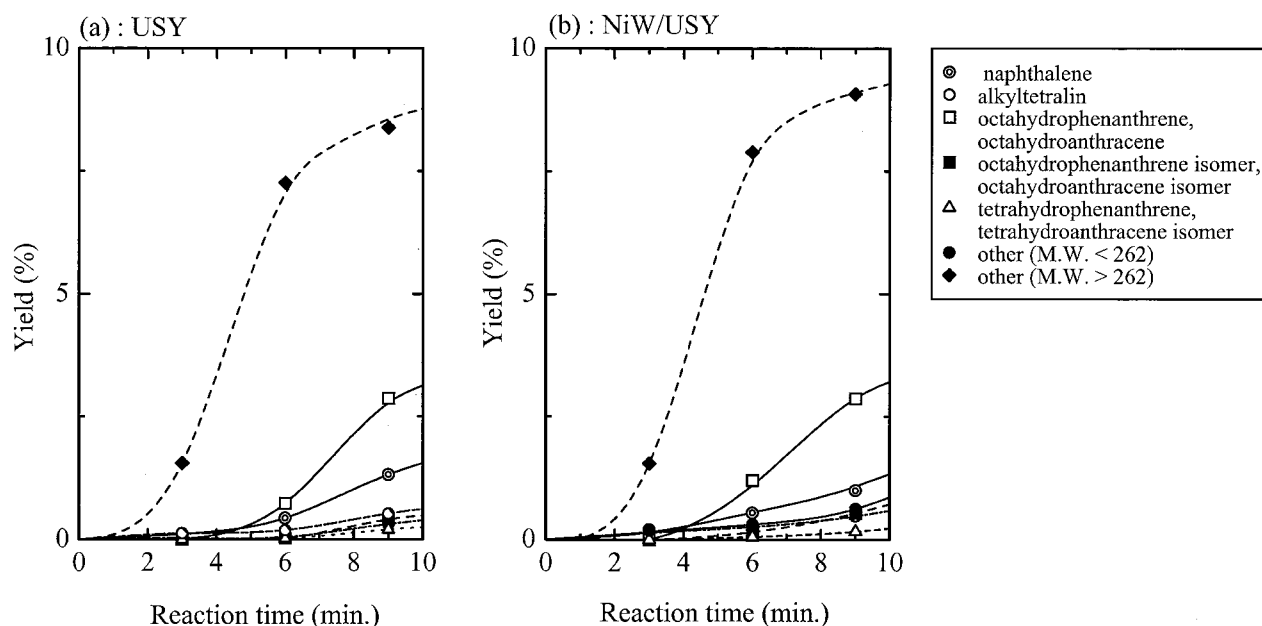 (a) : USY
10
5
0
Yield (%)
0 2 4 6 8 10
Reaction time (min.)
(b) : NiW/USY
10
5
0
Yield (%)
0 2 4 6 8 10
Reaction time (min.)
naphthalene
alkyltetralin
octahydrophenanthrene,
octahydroanthracene
octahydrophenanthrene isomer,
octahydroanthracene isomer
tetrahydrophenanthrene,
tetrahydroanthracene isomer
other (M.W. < 262)
other (M.W. > 262)